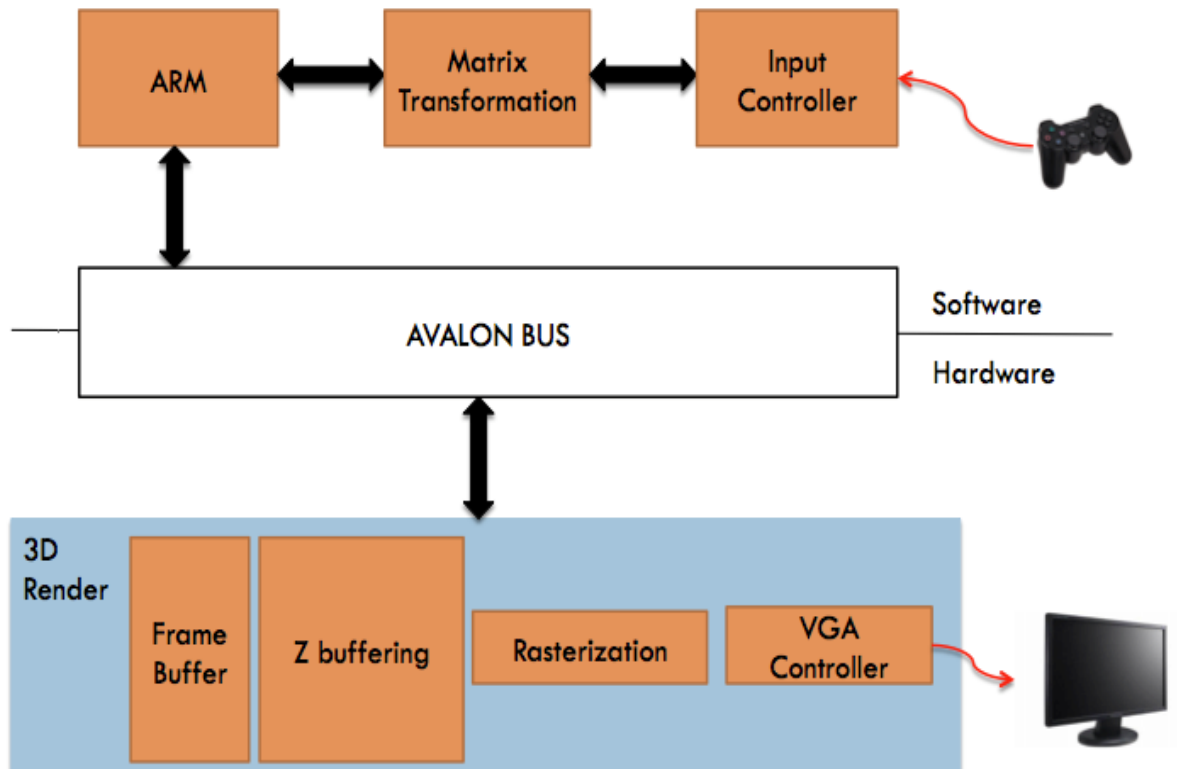 ARM
Matrix
Transformation
Input
Controller
AVALON BUS
Software
Hardware
3D
Render
Frame
Buffer
Z buffering
Rasterization
VGA
Controller